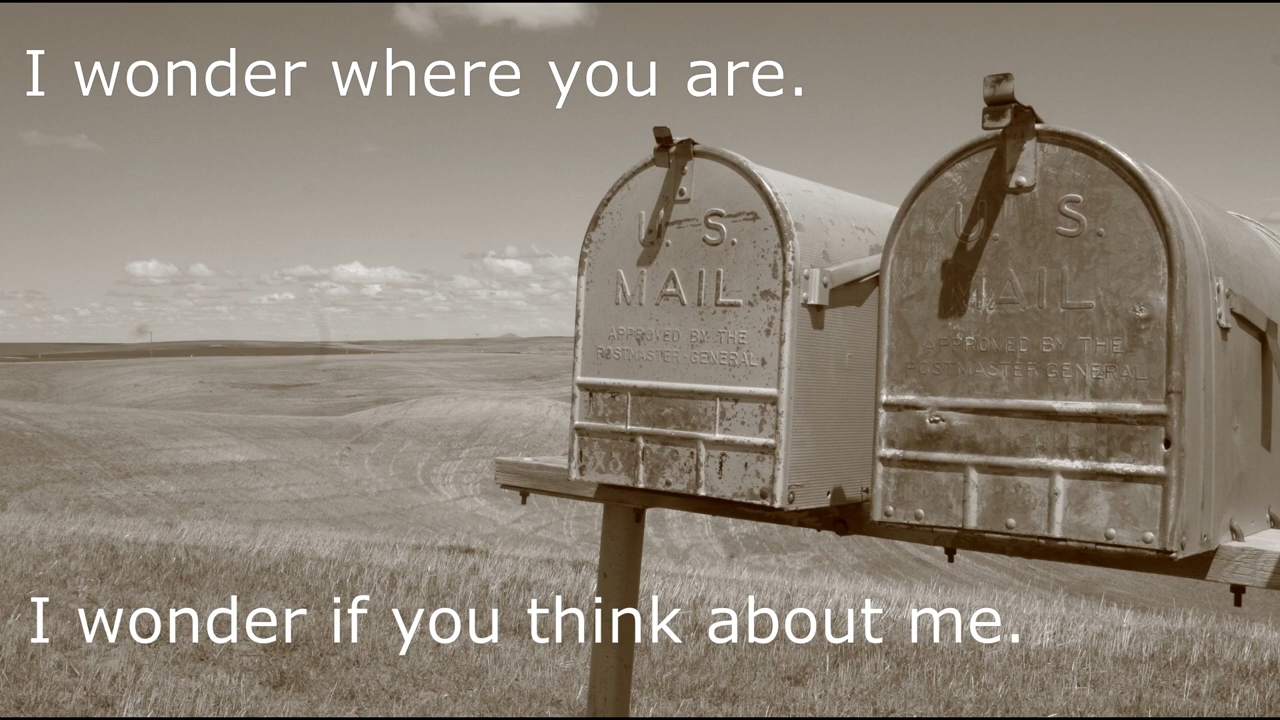 I wonder where you are.
U. S.
MAIL
APPROVED BY THE
POSTMASTER-GENERAL
U. S.
MAIL
APPROVED BY THE
POSTMASTER GENERAL
I wonder if you think about me.